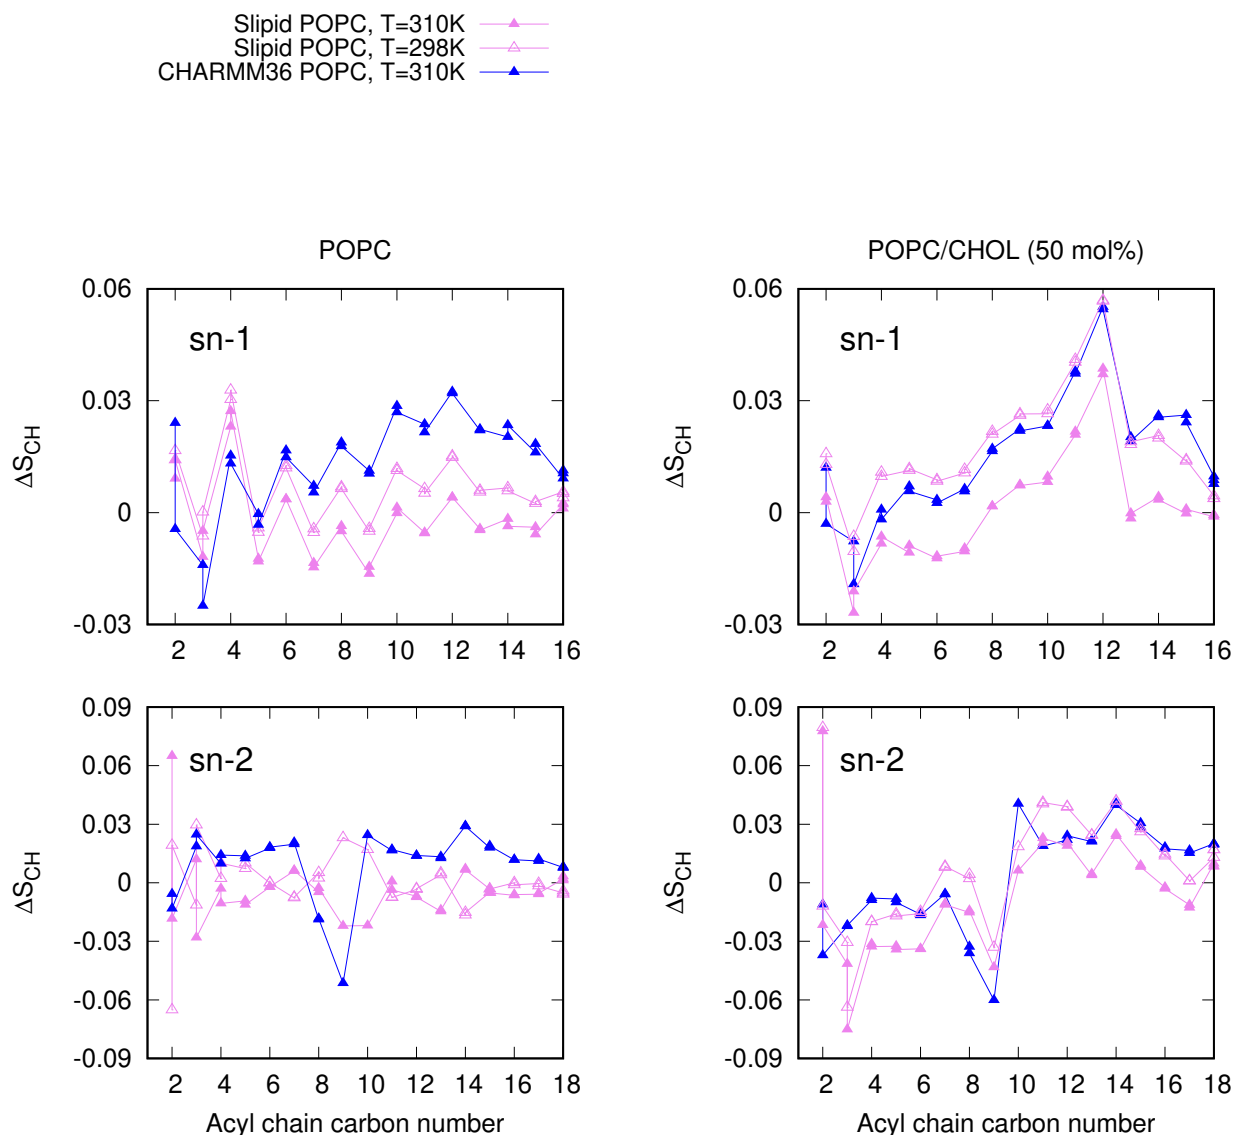 Slipid POPC, T=310K
Slipid POPC, T=298K
CHARMM36 POPC, T=310K
POPC
0.06
0.03
0
-0.03
ΔS_CH
sn-1
2 4 6 8 10 12 14 16
POPC/CHOL (50 mol%)
0.06
0.03
0
-0.03
ΔS_CH
sn-1
2 4 6 8 10 12 14 16
0.09
0.06
0.03
0
-0.03
-0.06
-0.09
ΔS_CH
sn-2
2 4 6 8 10 12 14 16 18
Acyl chain carbon number
0.09
0.06
0.03
0
-0.03
-0.06
-0.09
ΔS_CH
sn-2
2 4 6 8 10 12 14 16 18
Acyl chain carbon number